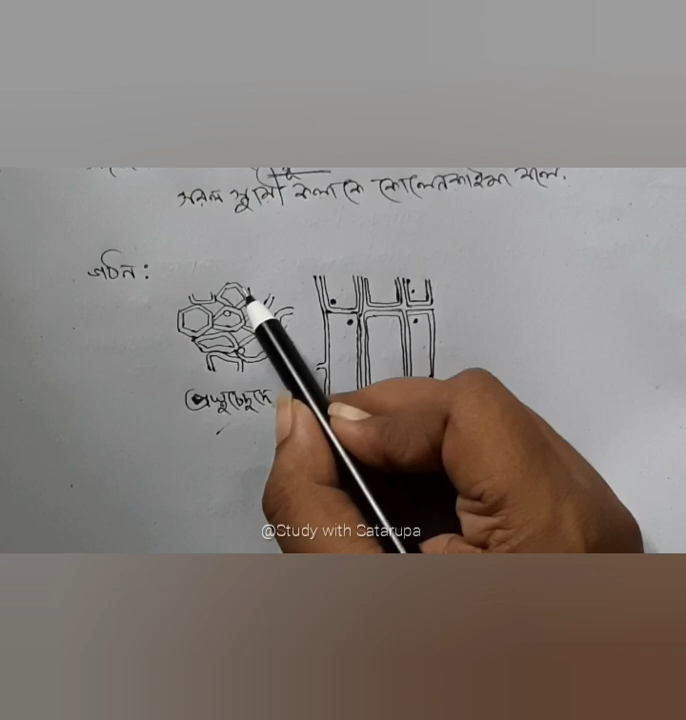 সরল স্থায়ী কলাকে কোলেনকাইমা বলে.
গঠন :
প্রস্থচ্ছেদে
@Study with Satarupa